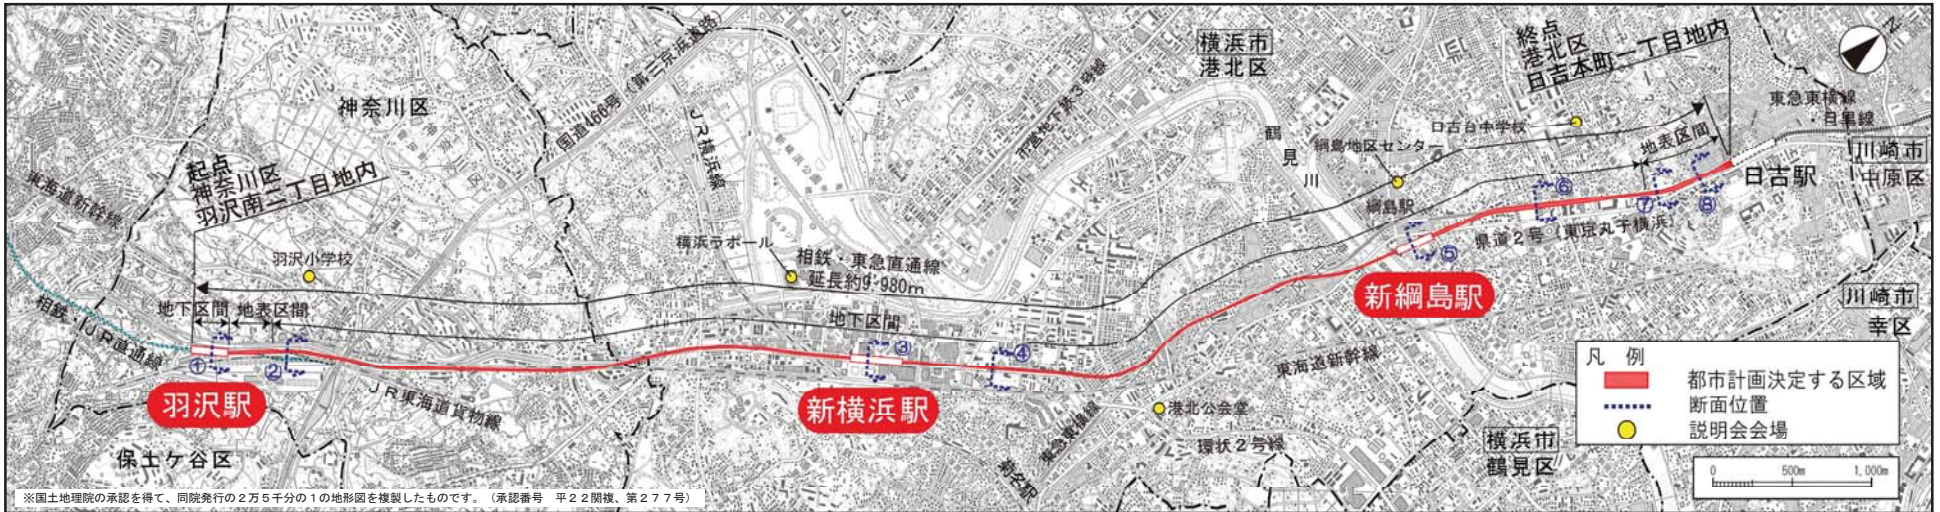 神奈川区
起点
神奈川区
羽沢南二丁目地内
東海道新幹線
国道466号(第三京浜道路)
JR横浜線
市営地下鉄3号線
横浜市
港北区
終点
港北区
日吉本町一丁目地内
東急東横線
・目黒線
川崎市
中原区
日吉駅
地表区間
日吉台中学校
綱島地区センター
綱島駅
鶴見川
県道2号(東京丸子横浜)
羽沢小学校
横浜ラポール
相鉄・東急直通線
延長約9,980m
地下区間
地表区間
地下区間
相鉄・JR直通線
JR東海道貨物線
羽沢駅
新横浜駅
新綱島駅
①
②
③
④
⑤
⑥
⑦
⑧
保土ケ谷区
東急東横線
菊名駅
港北公会堂
環状2号線
東海道新幹線
横浜市
鶴見区
川崎市
幸区
凡 例
都市計画決定する区域
断面位置
説明会会場
0 500m 1,000m
※国土地理院の承認を得て、同院発行の2万5千分の1の地形図を複製したものです。(承認番号 平22関複、第277号)